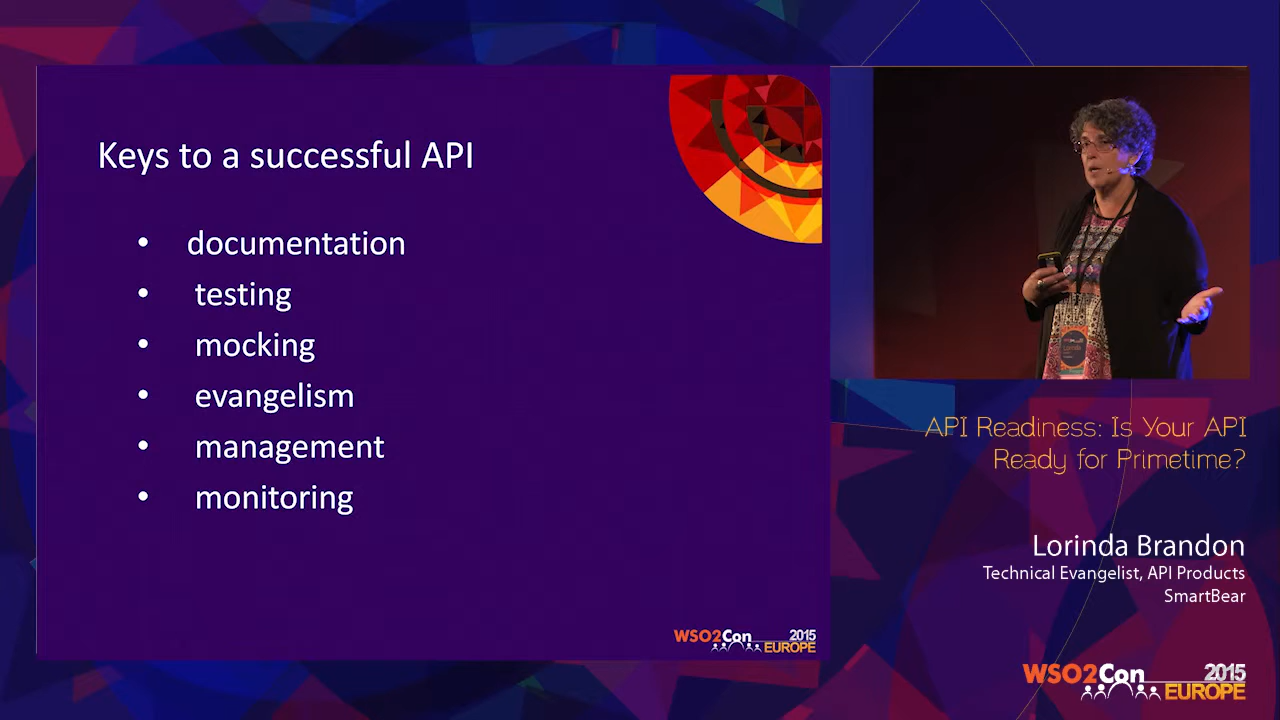 Keys to a successful API
• documentation
• testing
• mocking
• evangelism
• management
• monitoring
WSO2Con 2015
EUROPE
API Readiness: Is Your API
Ready for Primetime?
Lorinda Brandon
Technical Evangelist, API Products
SmartBear
WSO2Con 2015
EUROPE